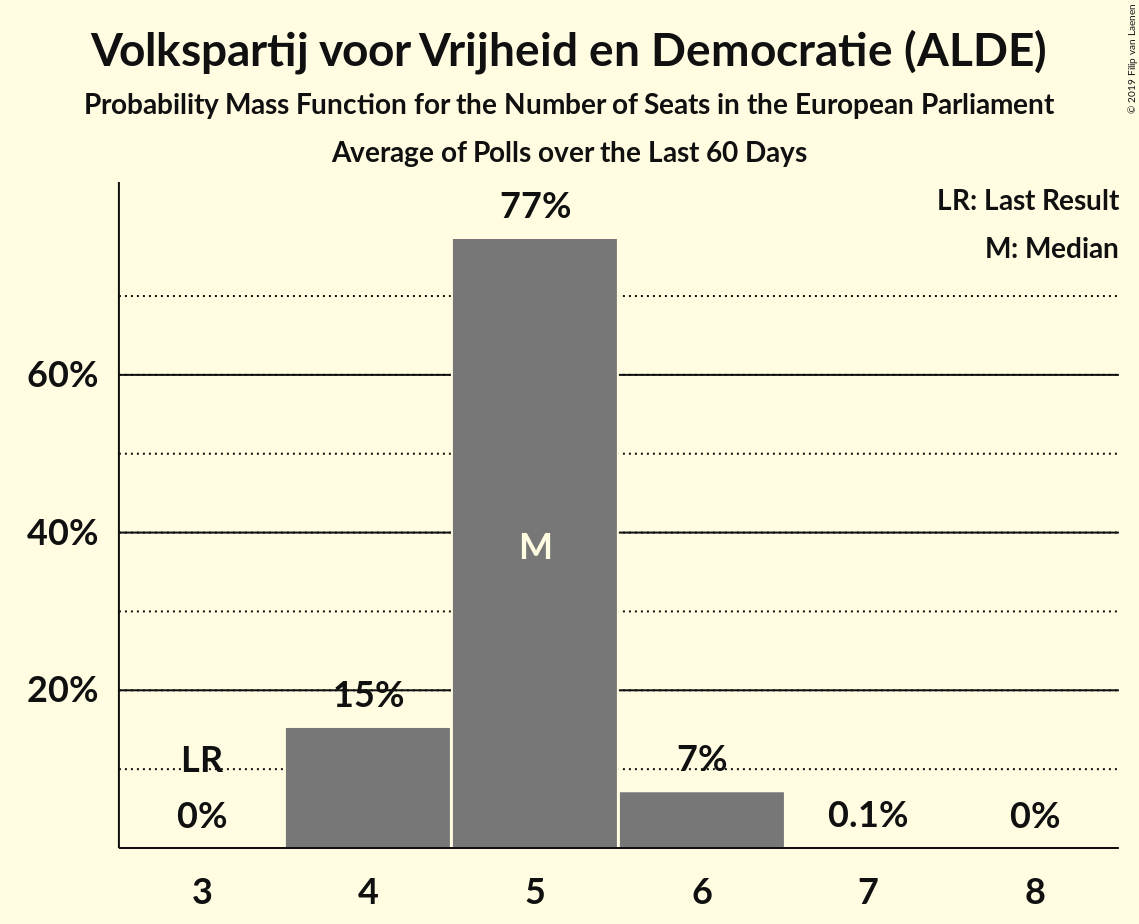 Volkspartij voor Vrijheid en Democratie (ALDE)
Probability Mass Function for the Number of Seats in the European Parliament
Average of Polls over the Last 60 Days
© 2019 Filip van Laenen
LR: Last Result
M: Median
77%
60%
40%
M
20%
15%
LR
7%
0%
0.1%
0%
3 4 5 6 7 8